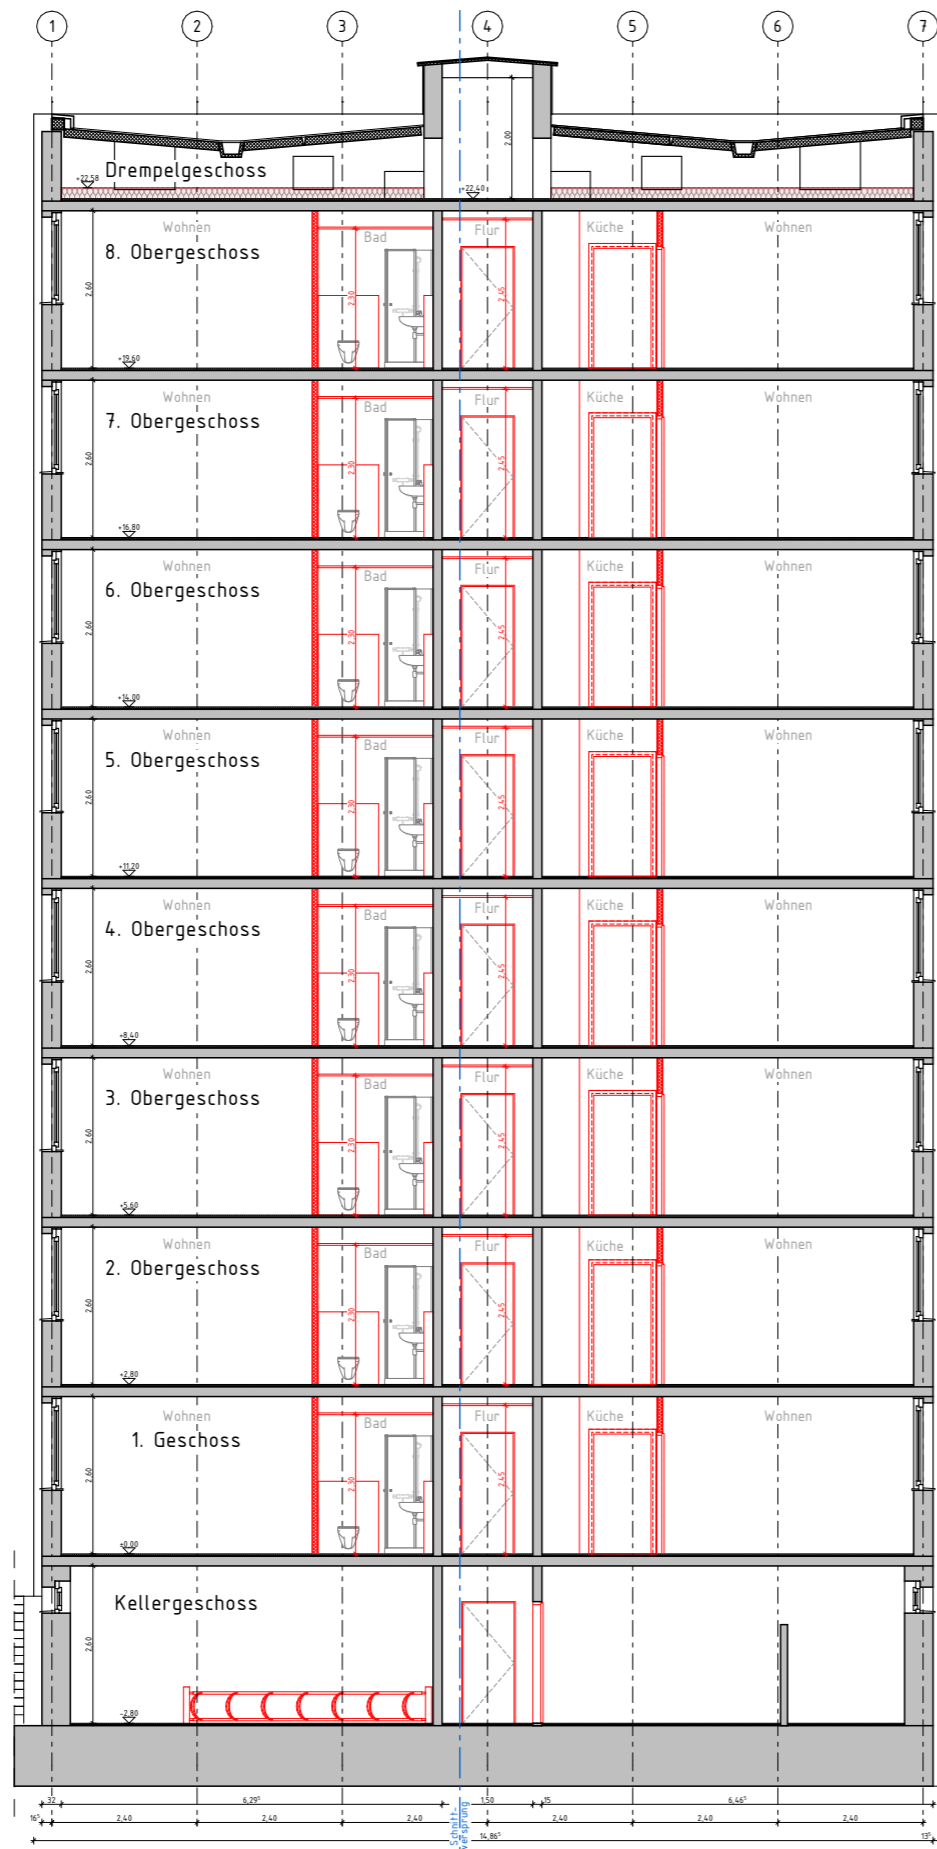 1 2 3 4 5 6 7
2.00
Drempelgeschoss
+22.58
+22.40
Wohnen Bad Flur Küche Wohnen
8. Obergeschoss
2.60 2.30 2.45
+19.60
Wohnen Bad Flur Küche Wohnen
7. Obergeschoss
2.60 2.30 2.45
+16.80
Wohnen Bad Flur Küche Wohnen
6. Obergeschoss
2.60 2.30 2.45
+14.00
Wohnen Bad Flur Küche Wohnen
5. Obergeschoss
2.60 2.30 2.45
+11.20
Wohnen Bad Flur Küche Wohnen
4. Obergeschoss
2.60 2.30 2.45
+8.40
Wohnen Bad Flur Küche Wohnen
3. Obergeschoss
2.60 2.30 2.45
+5.60
Wohnen Bad Flur Küche Wohnen
2. Obergeschoss
2.60 2.30 2.45
+2.80
Wohnen Bad Flur Küche Wohnen
1. Geschoss
2.60 2.30 2.45
±0.00
Kellergeschoss
2.60
-2.80
32 6,29⁵ 1,50 15 6,46⁵
16⁵ 2,40 2,40 2,40 2,40 2,40 2,40
14,86⁵ 13⁵
Schnitt-
versprung